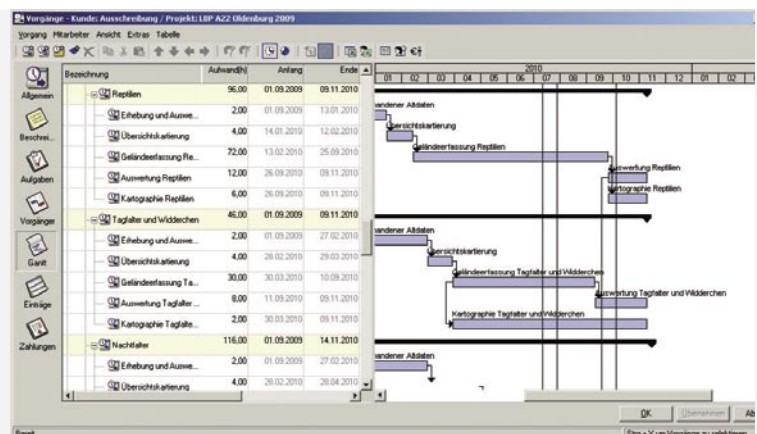 Vorgänge - Kunde: Ausschreibung / Projekt: LBP A22 Oldenburg 2009
Vorgang Mitarbeiter Ansicht Extras Tabelle
Allgemein
Beschrei...
Aufgaben
Vorgänger
Gantt
Einträge
Zahlungen
Bezeichnung Aufwand(h) Anfang Ende
Reptilien 96,00 01.09.2009 09.11.2010
Erhebung und Auswe... 2,00 01.09.2009 13.01.2010
Übersichtskartierung 4,00 14.01.2010 12.02.2010
Geländeerfassung Re... 72,00 13.02.2010 25.09.2010
Auswertung Reptilien 12,00 26.09.2010 09.11.2010
Kartographie Reptilien 6,00 26.09.2010 09.11.2010
Tagfalter und Widderchen 46,00 01.09.2009 09.11.2010
Erhebung und Auswe... 2,00 01.09.2009 27.02.2010
Übersichtskartierung 4,00 28.02.2010 29.03.2010
Geländeerfassung Ta... 30,00 30.03.2010 10.09.2010
Auswertung Tagfalter ... 8,00 11.09.2010 09.11.2010
Kartographie Tagfalte... 2,00 30.03.2010 09.11.2010
Nachtfalter 116,00 01.09.2009 14.11.2010
Erhebung und Auswe... 2,00 01.09.2009 27.02.2010
Übersichtskartierung 4,00 28.02.2010 28.04.2010
2010
01 02 03 04 05 06 07 08 09 10 11 12 01 02
andener Altdaten
Übersichtskartierung
Geländeerfassung Reptilien
Auswertung Reptilien
Kartographie Reptilien
andener Altdaten
Übersichtskartierung
Geländeerfassung Tagfalter und Widderchen
Auswertung Tagfalter und Widderchen
Kartographie Tagfalter und Widderchen
andener Altdaten
OK Übernehmen Ab
Bereit Strg + X um Vorgänge zu selektieren